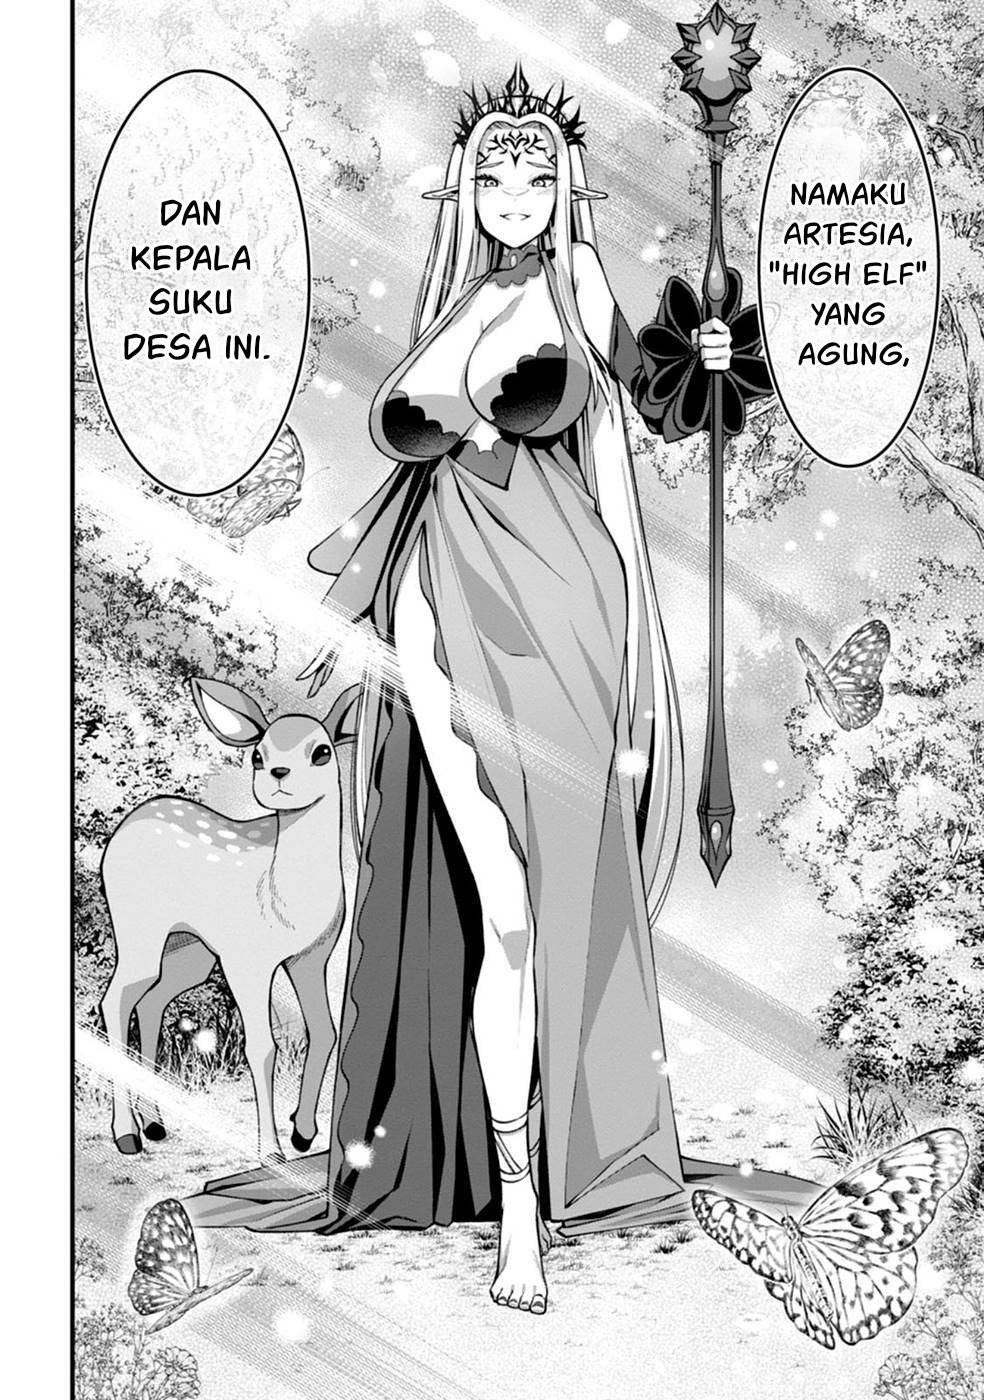 NAMAKU
ARTESIA,
"HIGH ELF"
YANG
AGUNG,
DAN
KEPALA
SUKU
DESA INI.